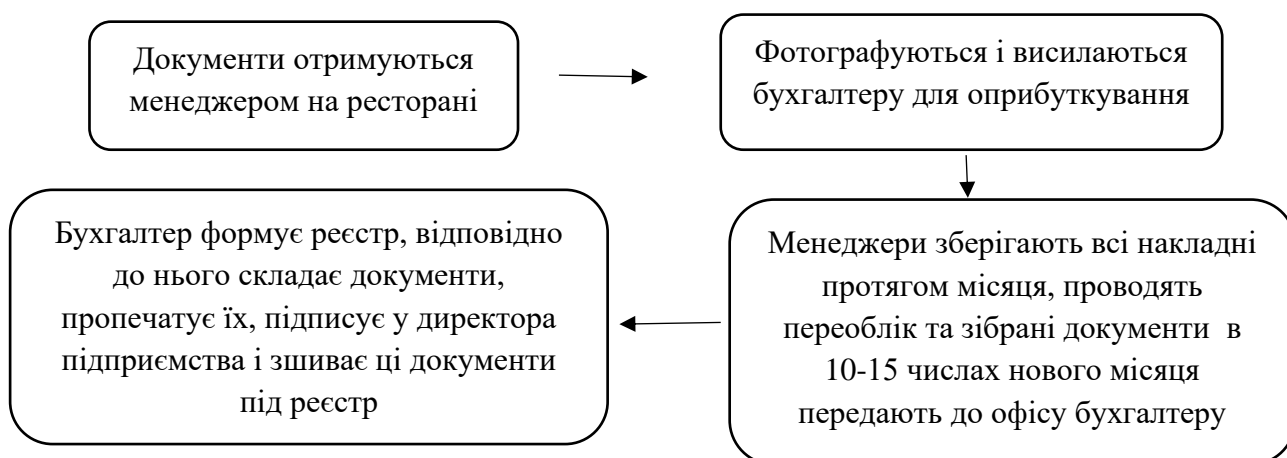 Документи отримуються
менеджером на ресторані
Фотографуються і висилаються
бухгалтеру для оприбуткування
Менеджери зберігають всі накладні
протягом місяця, проводять
переоблік та зібрані документи в
10-15 числах нового місяця
передають до офісу бухгалтеру
Бухгалтер формує реєстр, відповідно
до нього складає документи,
пропечатує їх, підписує у директора
підприємства і зшиває ці документи
під реєстр